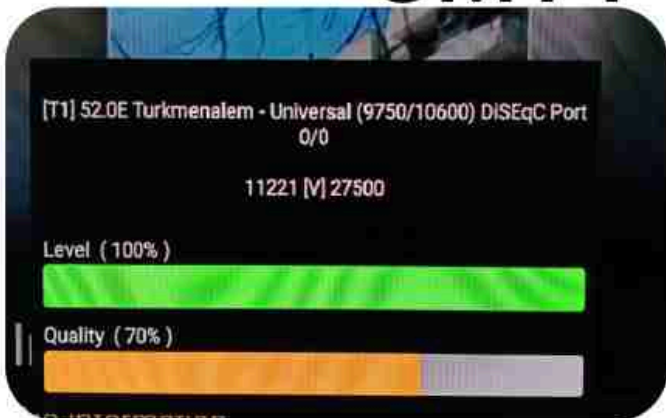 [T1] 52.0E Turkmenalem - Universal (9750/10600) DiSEqC Port
0/0
11221 [V] 27500
Level (100%)
Quality (70%)